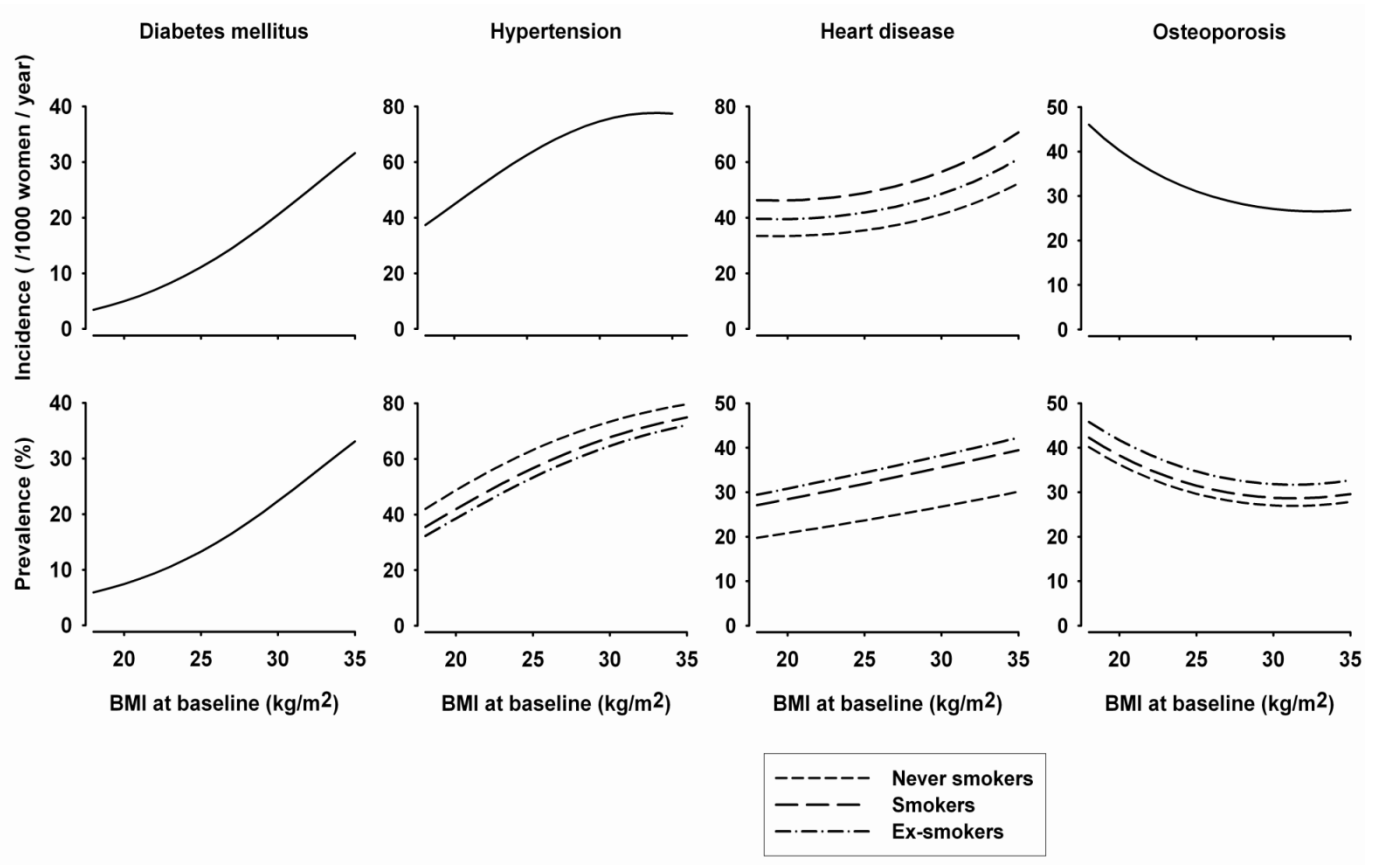 Diabetes mellitus Hypertension Heart disease Osteoporosis
Incidence ( /1000 women / year)
40 80 80 50
30 60 60 40
20 40 40 30
10 20 20 20
0 0 0 10
0
Prevalence (%)
40 80 50 50
30 60 40 40
20 40 30 30
10 20 20 20
0 0 10 10
0 0
20 25 30 35 20 25 30 35 20 25 30 35 20 25 30 35
BMI at baseline (kg/m2) BMI at baseline (kg/m2) BMI at baseline (kg/m2) BMI at baseline (kg/m2)
Never smokers
Smokers
Ex-smokers